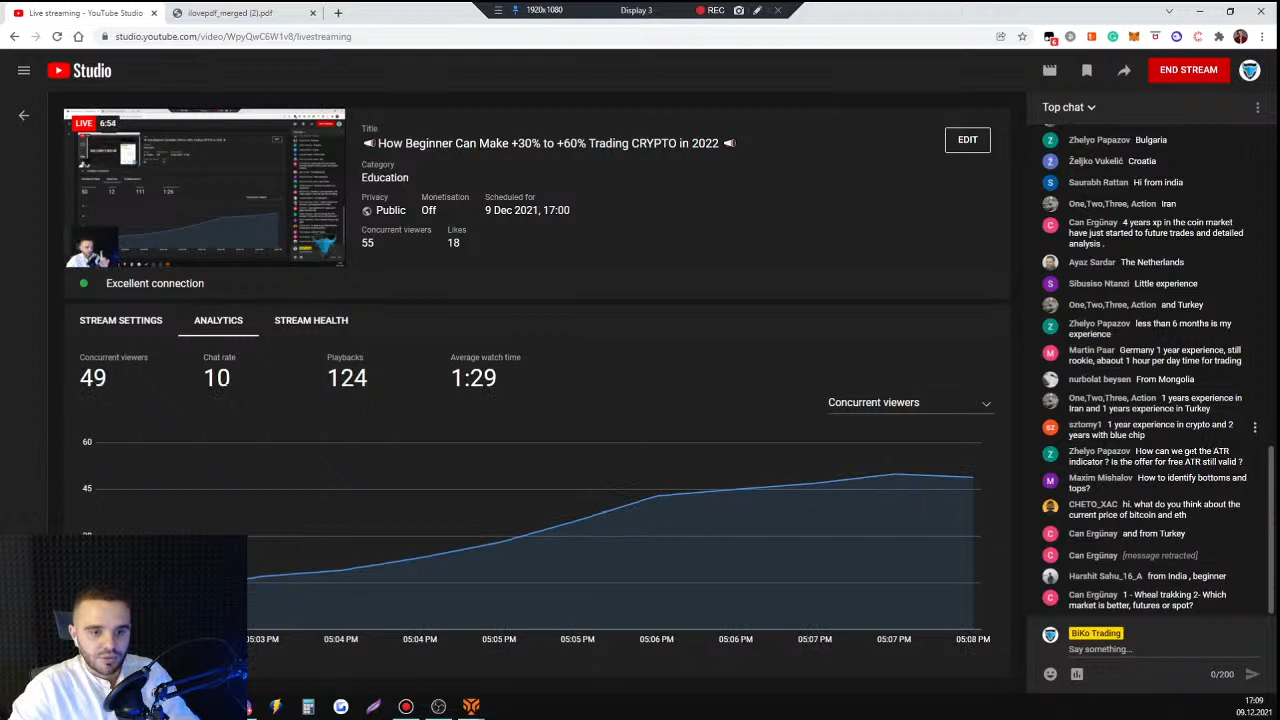 Live streaming - YouTube Studio
ilovepdf_merged (2).pdf
1920x1080
Display 3
REC
studio.youtube.com/video/WpyQwC6W1v8/livestreaming
6
Studio
END STREAM
LIVE 6:54
Title
How Beginner Can Make +30% to +60% Trading CRYPTO in 2022
EDIT
Category
Education
Privacy
Monetisation
Scheduled for
Public
Off
Concurrent viewers
Likes
55
18
Excellent connection
STREAM SETTINGS
ANALYTICS
STREAM HEALTH
Concurrent viewers
Chat rate
Playbacks
Average watch time
49
10
124
1:29
Concurrent viewers
60
45
05:03 PM
05:04 PM
05:04 PM
05:05 PM
05:05 PM
05:06 PM
05:06 PM
05:07 PM
05:07 PM
05:08 PM
Top chat
Zhelyo Papazov Bulgaria
Željko Vukelić Croatia
Saurabh Rattan Hi from india
One,Two,Three, Action Iran
Can Ergünay 4 years xp in the coin market
have just started to future trades and detailed
analysis .
Ayaz Sardar The Netherlands
Sibusiso Ntanzi Little experience
One,Two,Three, Action and Turkey
Zhelyo Papazov less than 6 months is my
experience
Martin Paar Germany 1 year experience, still
rookie, abaout 1 hour per day time for trading
nurbolat beysen From Mongolia
One,Two,Three, Action 1 years experience in
Iran and 1 years experience in Turkey
sztomy1 1 year experience in crypto and 2
years with blue chip
Zhelyo Papazov How can we get the ATR
indicator ? Is the offer for free ATR still valid ?
Maxim Mishalov How to identify bottoms and
tops?
CHETO_XAC hi. what do you think about the
current price of bitcoin and eth
Can Ergünay and from Turkey
Can Ergünay [message retracted]
Harshit Sahu_16_A from India , beginner
Can Ergünay 1 - Wheal trakking 2- Which
market is better, futures or spot?
BiKo Trading
Say something...
0/200
17:09
09.12.2021